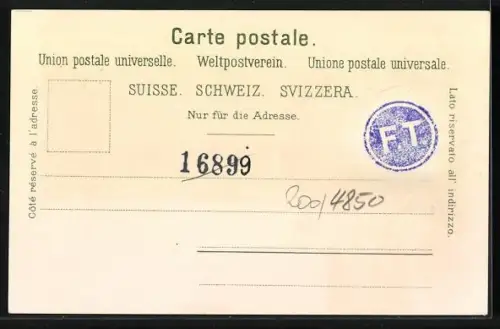 Carte postale.
Union postale universelle. Weltpostverein. Unione postale universale.
SUISSE. SCHWEIZ. SVIZZERA.
Nur für die Adresse.
Côté réservé à l'adresse.
Lato riservato all' indirizzo.
FT
16899
200/4850